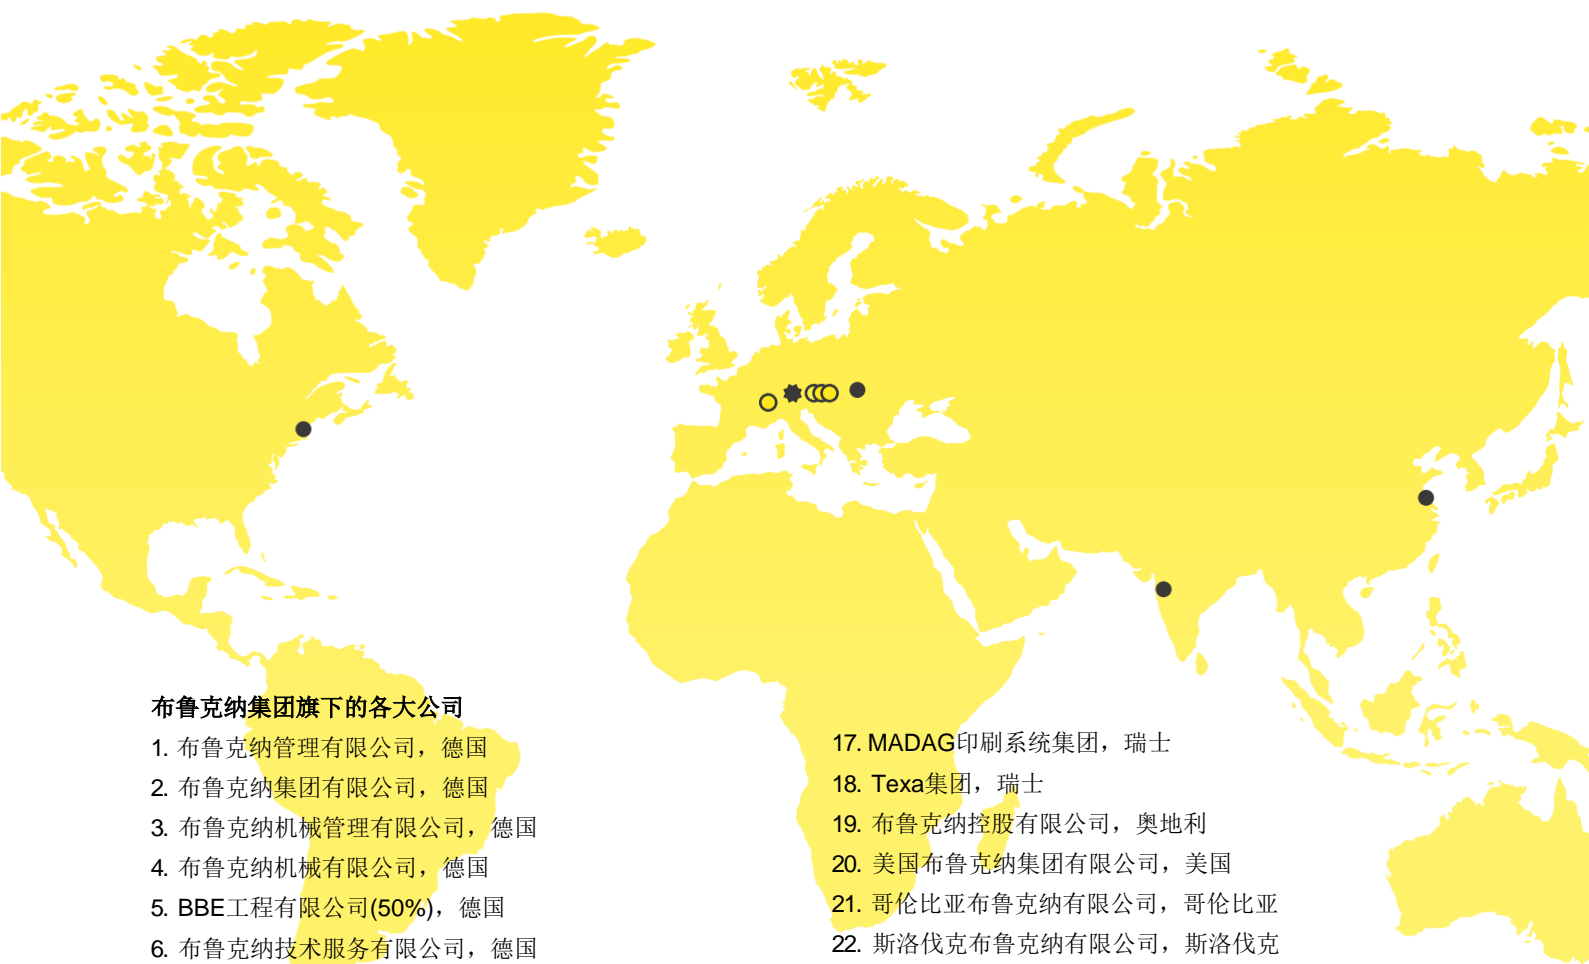 布鲁克纳集团旗下的各大公司
1. 布鲁克纳管理有限公司，德国
2. 布鲁克纳集团有限公司，德国
3. 布鲁克纳机械管理有限公司，德国
4. 布鲁克纳机械有限公司，德国
5. BBE工程有限公司(50%)，德国
6. 布鲁克纳技术服务有限公司，德国
17. MADAG印刷系统集团，瑞士
18. Texa集团，瑞士
19. 布鲁克纳控股有限公司，奥地利
20. 美国布鲁克纳集团有限公司，美国
21. 哥伦比亚布鲁克纳有限公司，哥伦比亚
22. 斯洛伐克布鲁克纳有限公司，斯洛伐克